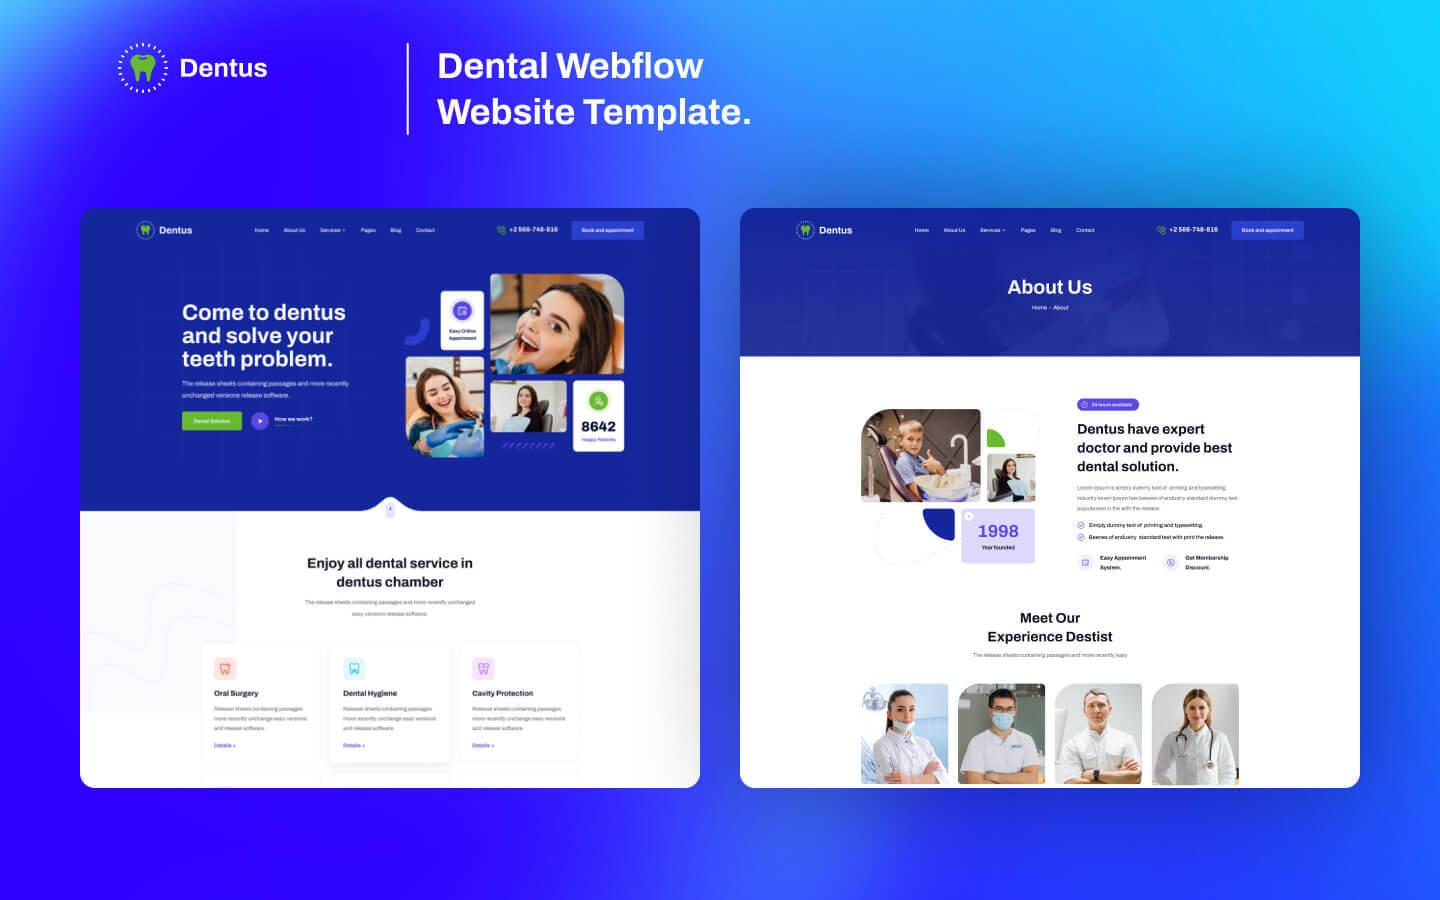 Dentus
Dental Webflow
Website Template.
Dentus
Home
About Us
Services
Pages
Blog
Contact
+2 568-748-816
Book and appoinment
Come to dentus
and solve your
teeth problem.
The release sheets containing passages and more recently
unchanged versions release software.
Dental Solution
How we work?
Easy Online
Appoinment
8642
Happy Patients
Enjoy all dental service in
dentus chamber
The release sheets containing passages and more recently unchanged
easy versions release software.
Oral Surgery
Release sheets containing passages
more recently unchange easy versions
and release software.
Details +
Dental Hygiene
Release sheets containing passages
more recently unchange easy versions
and release software.
Details +
Cavity Protection
Release sheets containing passages
more recently unchange easy versions
and release software.
Details +
Dentus
Home
About Us
Services
Pages
Blog
Contact
+2 568-748-816
Book and appoinment
About Us
Home - About
1998
Year founded
24 hours available
Dentus have expert
doctor and provide best
dental solution.
Lorem ipsum is simply dummy text of printing and typesetting
industry lorem ipsum has beenes of endustry standard dummy text
popularised in the with the release.
Simply dummy text of printing and typesetting.
Beenes of endustry standard text with print the release.
Easy Appoinment
System.
Get Membership
Discount.
Meet Our
Experience Destist
The release sheets containing passages and more recently easy